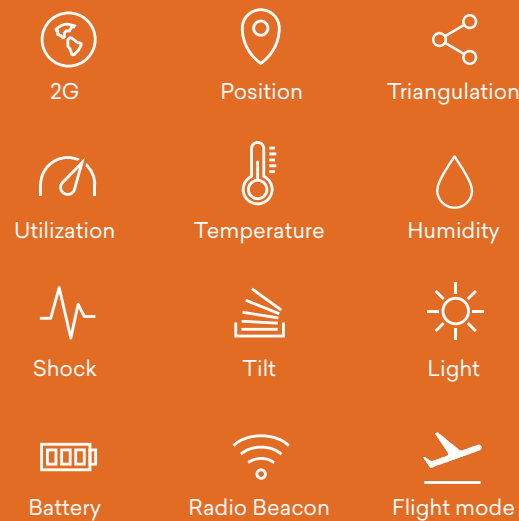 2G
Position
Triangulation
Utilization
Temperature
Humidity
Shock
Tilt
Light
Battery
Radio Beacon
Flight mode